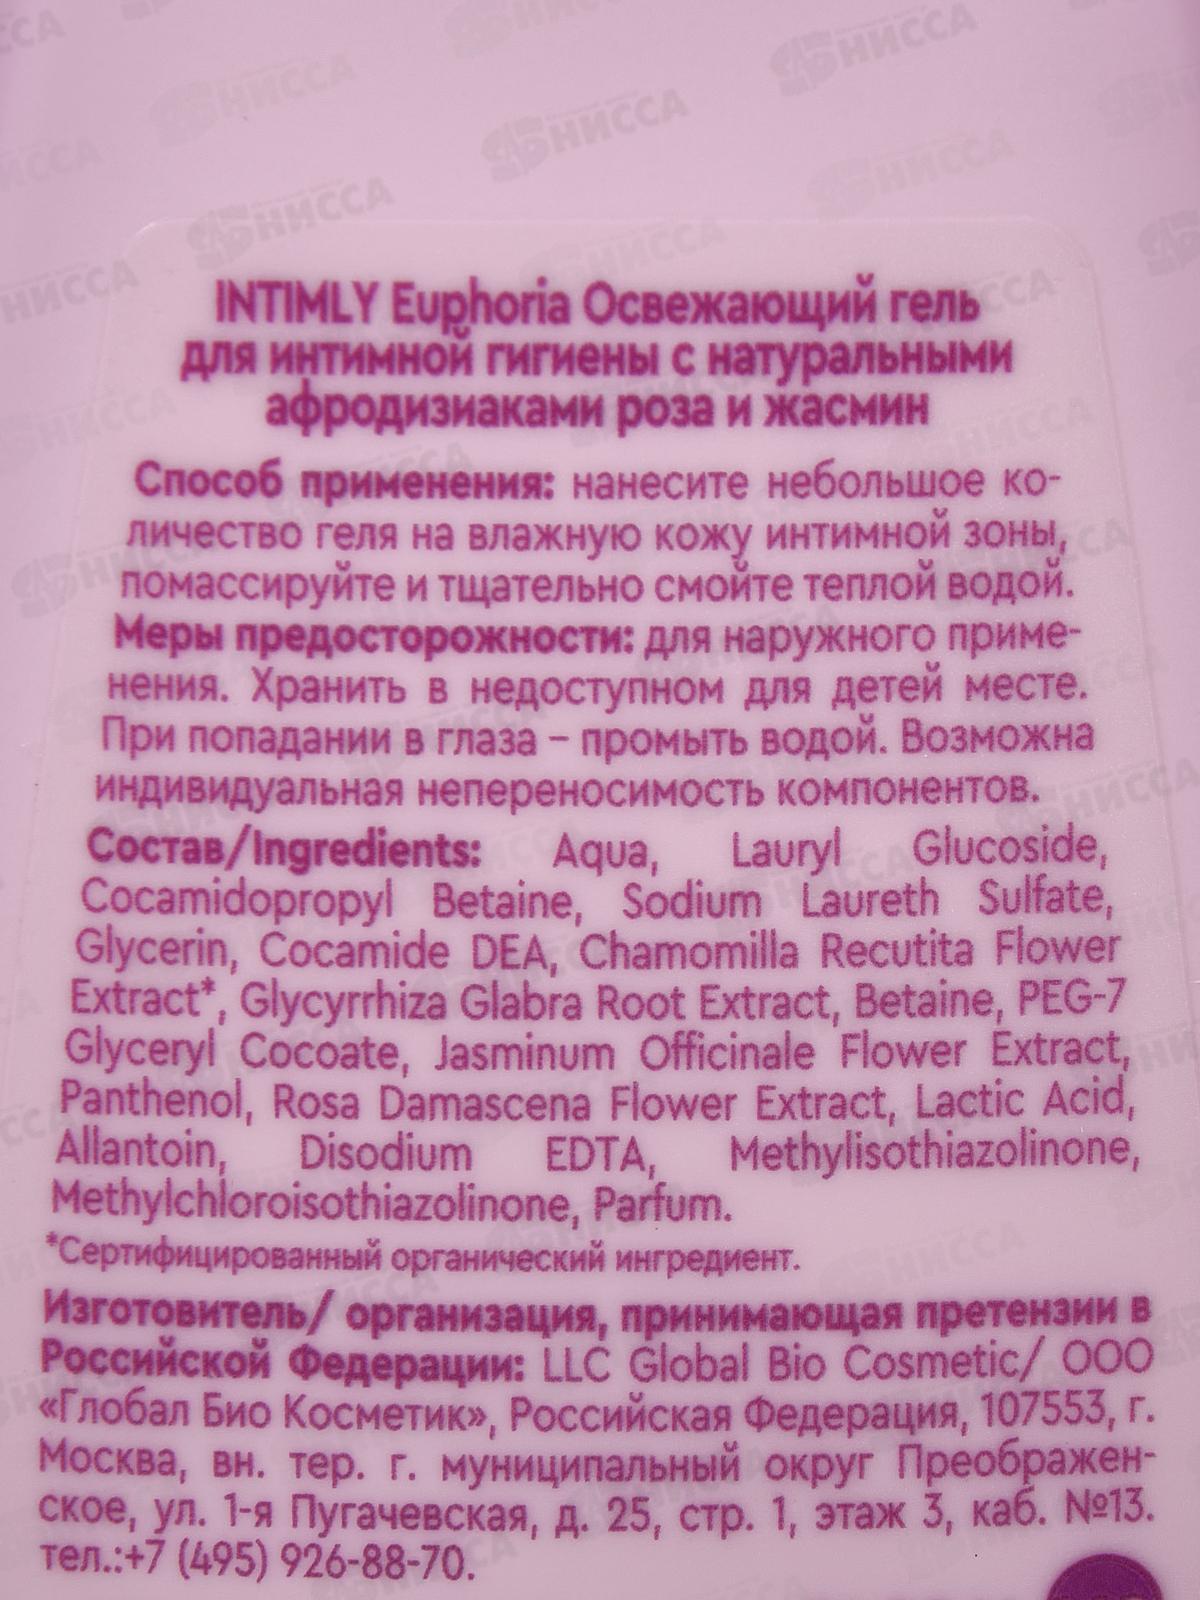 INTIMLY Euphoria Освежающий гель
для интимной гигиены с натуральными
афродизиаками роза и жасмин
Способ применения: нанесите небольшое ко-
личество геля на влажную кожу интимной зоны,
помассируйте и тщательно смойте теплой водой.
Меры предосторожности: для наружного приме-
нения. Хранить в недоступном для детей месте.
При попадании в глаза – промыть водой. Возможна
индивидуальная непереносимость компонентов.
Состав/Ingredients: Aqua, Lauryl Glucoside,
Cocamidopropyl Betaine, Sodium Laureth Sulfate,
Glycerin, Cocamide DEA, Chamomilla Recutita Flower
Extract*, Glycyrrhiza Glabra Root Extract, Betaine, PEG-7
Glyceryl Cocoate, Jasminum Officinale Flower Extract,
Panthenol, Rosa Damascena Flower Extract, Lactic Acid,
Allantoin, Disodium EDTA, Methylisothiazolinone,
Methylchloroisothiazolinone, Parfum.
*Сертифицированный органический ингредиент.
Изготовитель/ организация, принимающая претензии в
Российской Федерации: LLC Global Bio Cosmetic/ ООО
«Глобал Био Косметик», Российская Федерация, 107553, г.
Москва, вн. тер. г. муниципальный округ Преображен-
ское, ул. 1-я Пугачевская, д. 25, стр. 1, этаж 3, каб. №13.
тел.:+7 (495) 926-88-70.